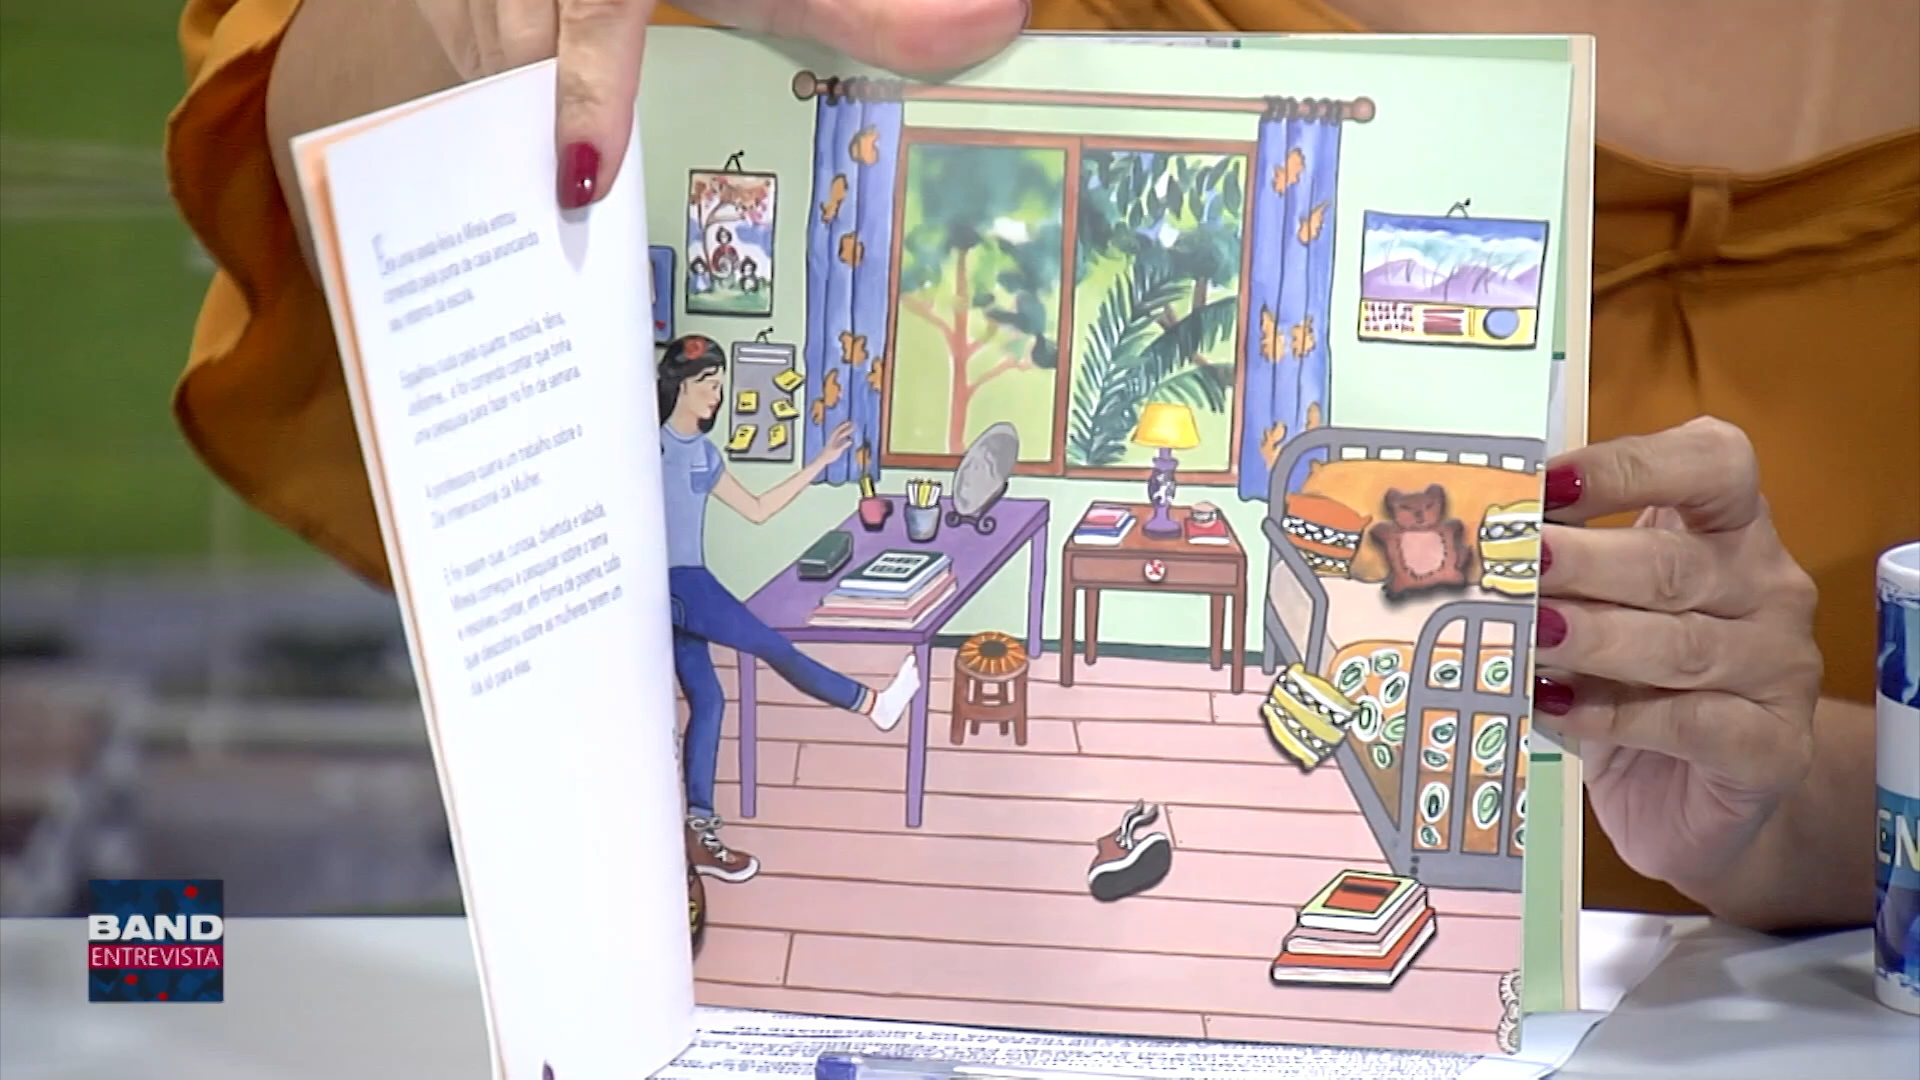 Era uma sexta-feira e Mirela entrou
correndo pela porta da casa anunciando
seu retorno da escola.
Espalhou tudo pelo quarto: mochila, tênis,
uniforme... e foi correndo contar que tinha
uma pesquisa para fazer no fim de semana.
A professora queria um trabalho sobre o
Dia Internacional da Mulher.
E foi assim que, curiosa, divertida e sabida,
Mirela começou a pesquisar sobre o tema
e resolveu contar, em forma de poema, tudo
que descobriu sobre as mulheres terem um
dia só para elas.
BAND
ENTREVISTA
EN